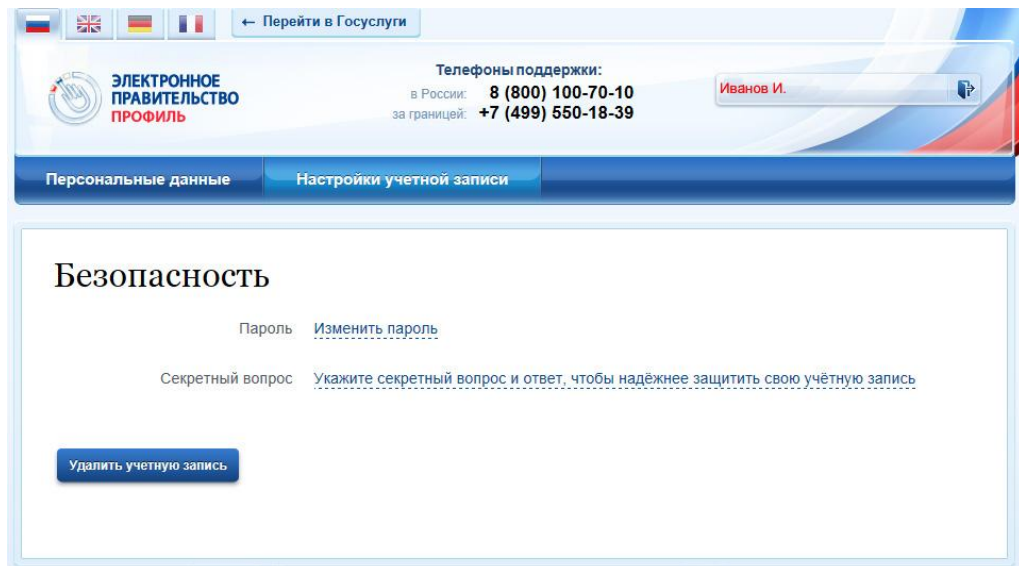 ← Перейти в Госуслуги
ЭЛЕКТРОННОЕ
ПРАВИТЕЛЬСТВО
ПРОФИЛЬ
Телефоны поддержки:
в России: 8 (800) 100-70-10
за границей: +7 (499) 550-18-39
Иванов И.
Персональные данные Настройки учетной записи
Безопасность
Пароль Изменить пароль
Секретный вопрос Укажите секретный вопрос и ответ, чтобы надёжнее защитить свою учётную запись
Удалить учетную запись